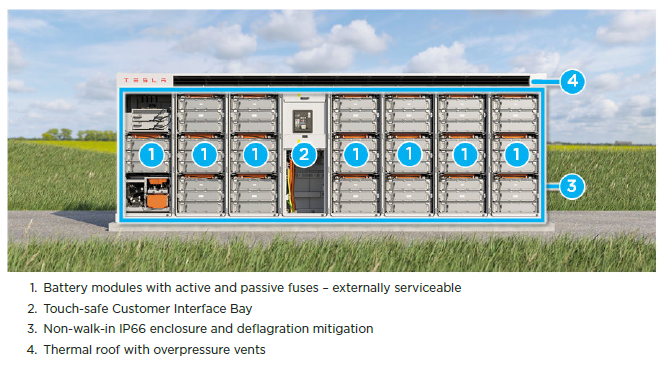 TESLA
4
1 1 1 2 1 1 1 1
3
1. Battery modules with active and passive fuses – externally serviceable
2. Touch-safe Customer Interface Bay
3. Non-walk-in IP66 enclosure and deflagration mitigation
4. Thermal roof with overpressure vents